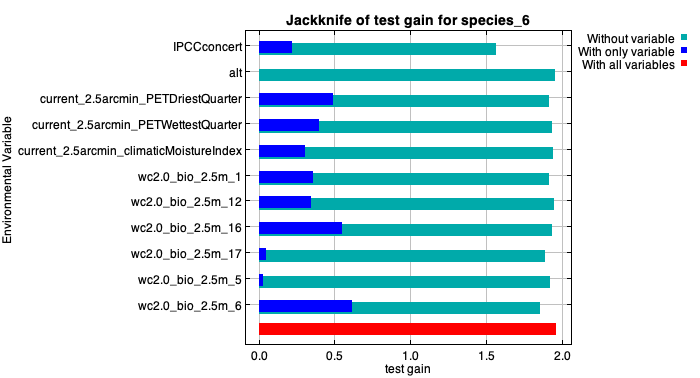 Jackknife of test gain for species_6
Without variable
With only variable
With all variables
Environmental Variable
IPCCconcert
alt
current_2.5arcmin_PETDriestQuarter
current_2.5arcmin_PETWettestQuarter
current_2.5arcmin_climaticMoistureIndex
wc2.0_bio_2.5m_1
wc2.0_bio_2.5m_12
wc2.0_bio_2.5m_16
wc2.0_bio_2.5m_17
wc2.0_bio_2.5m_5
wc2.0_bio_2.5m_6
0.0 0.5 1.0 1.5 2.0
test gain